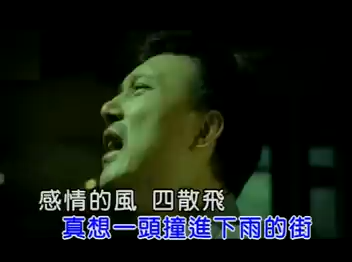 感情的風 四散飛
真想一頭撞進下雨的街